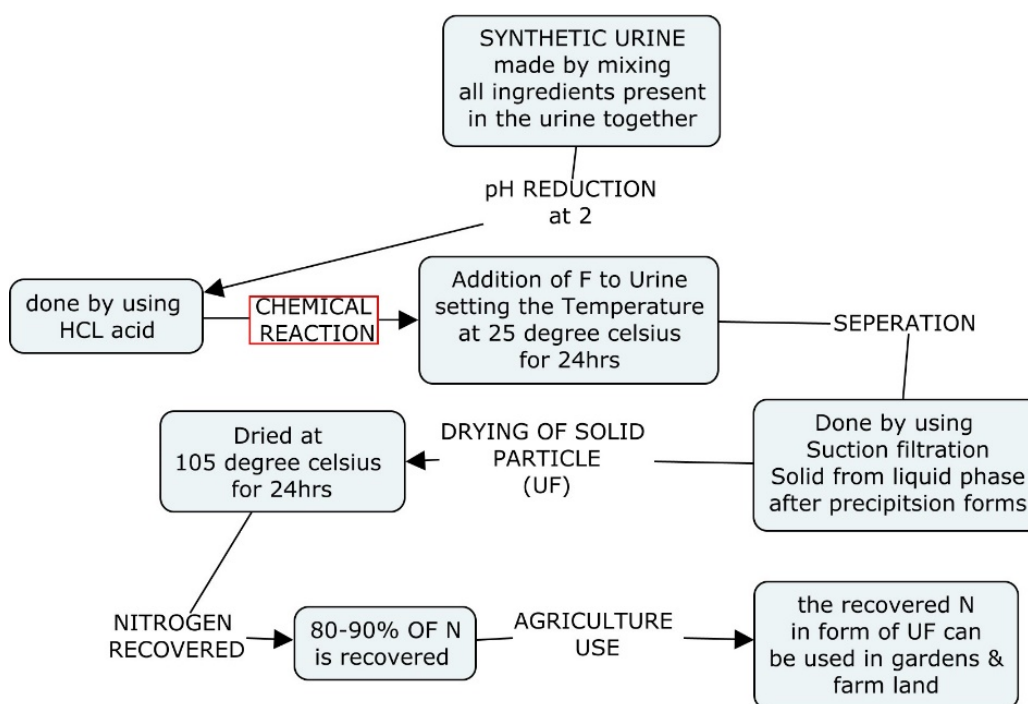 SYNTHETIC URINE
made by mixing
all ingredients present
in the urine together
pH REDUCTION
at 2
done by using
HCL acid
CHEMICAL
REACTION
Addition of F to Urine
setting the Temperature
at 25 degree celsius
for 24hrs
SEPERATION
Done by using
Suction filtration
Solid from liquid phase
after precipitsion forms
DRYING OF SOLID
PARTICLE
(UF)
Dried at
105 degree celsius
for 24hrs
NITROGEN
RECOVERED
80-90% OF N
is recovered
AGRICULTURE
USE
the recovered N
in form of UF can
be used in gardens &
farm land